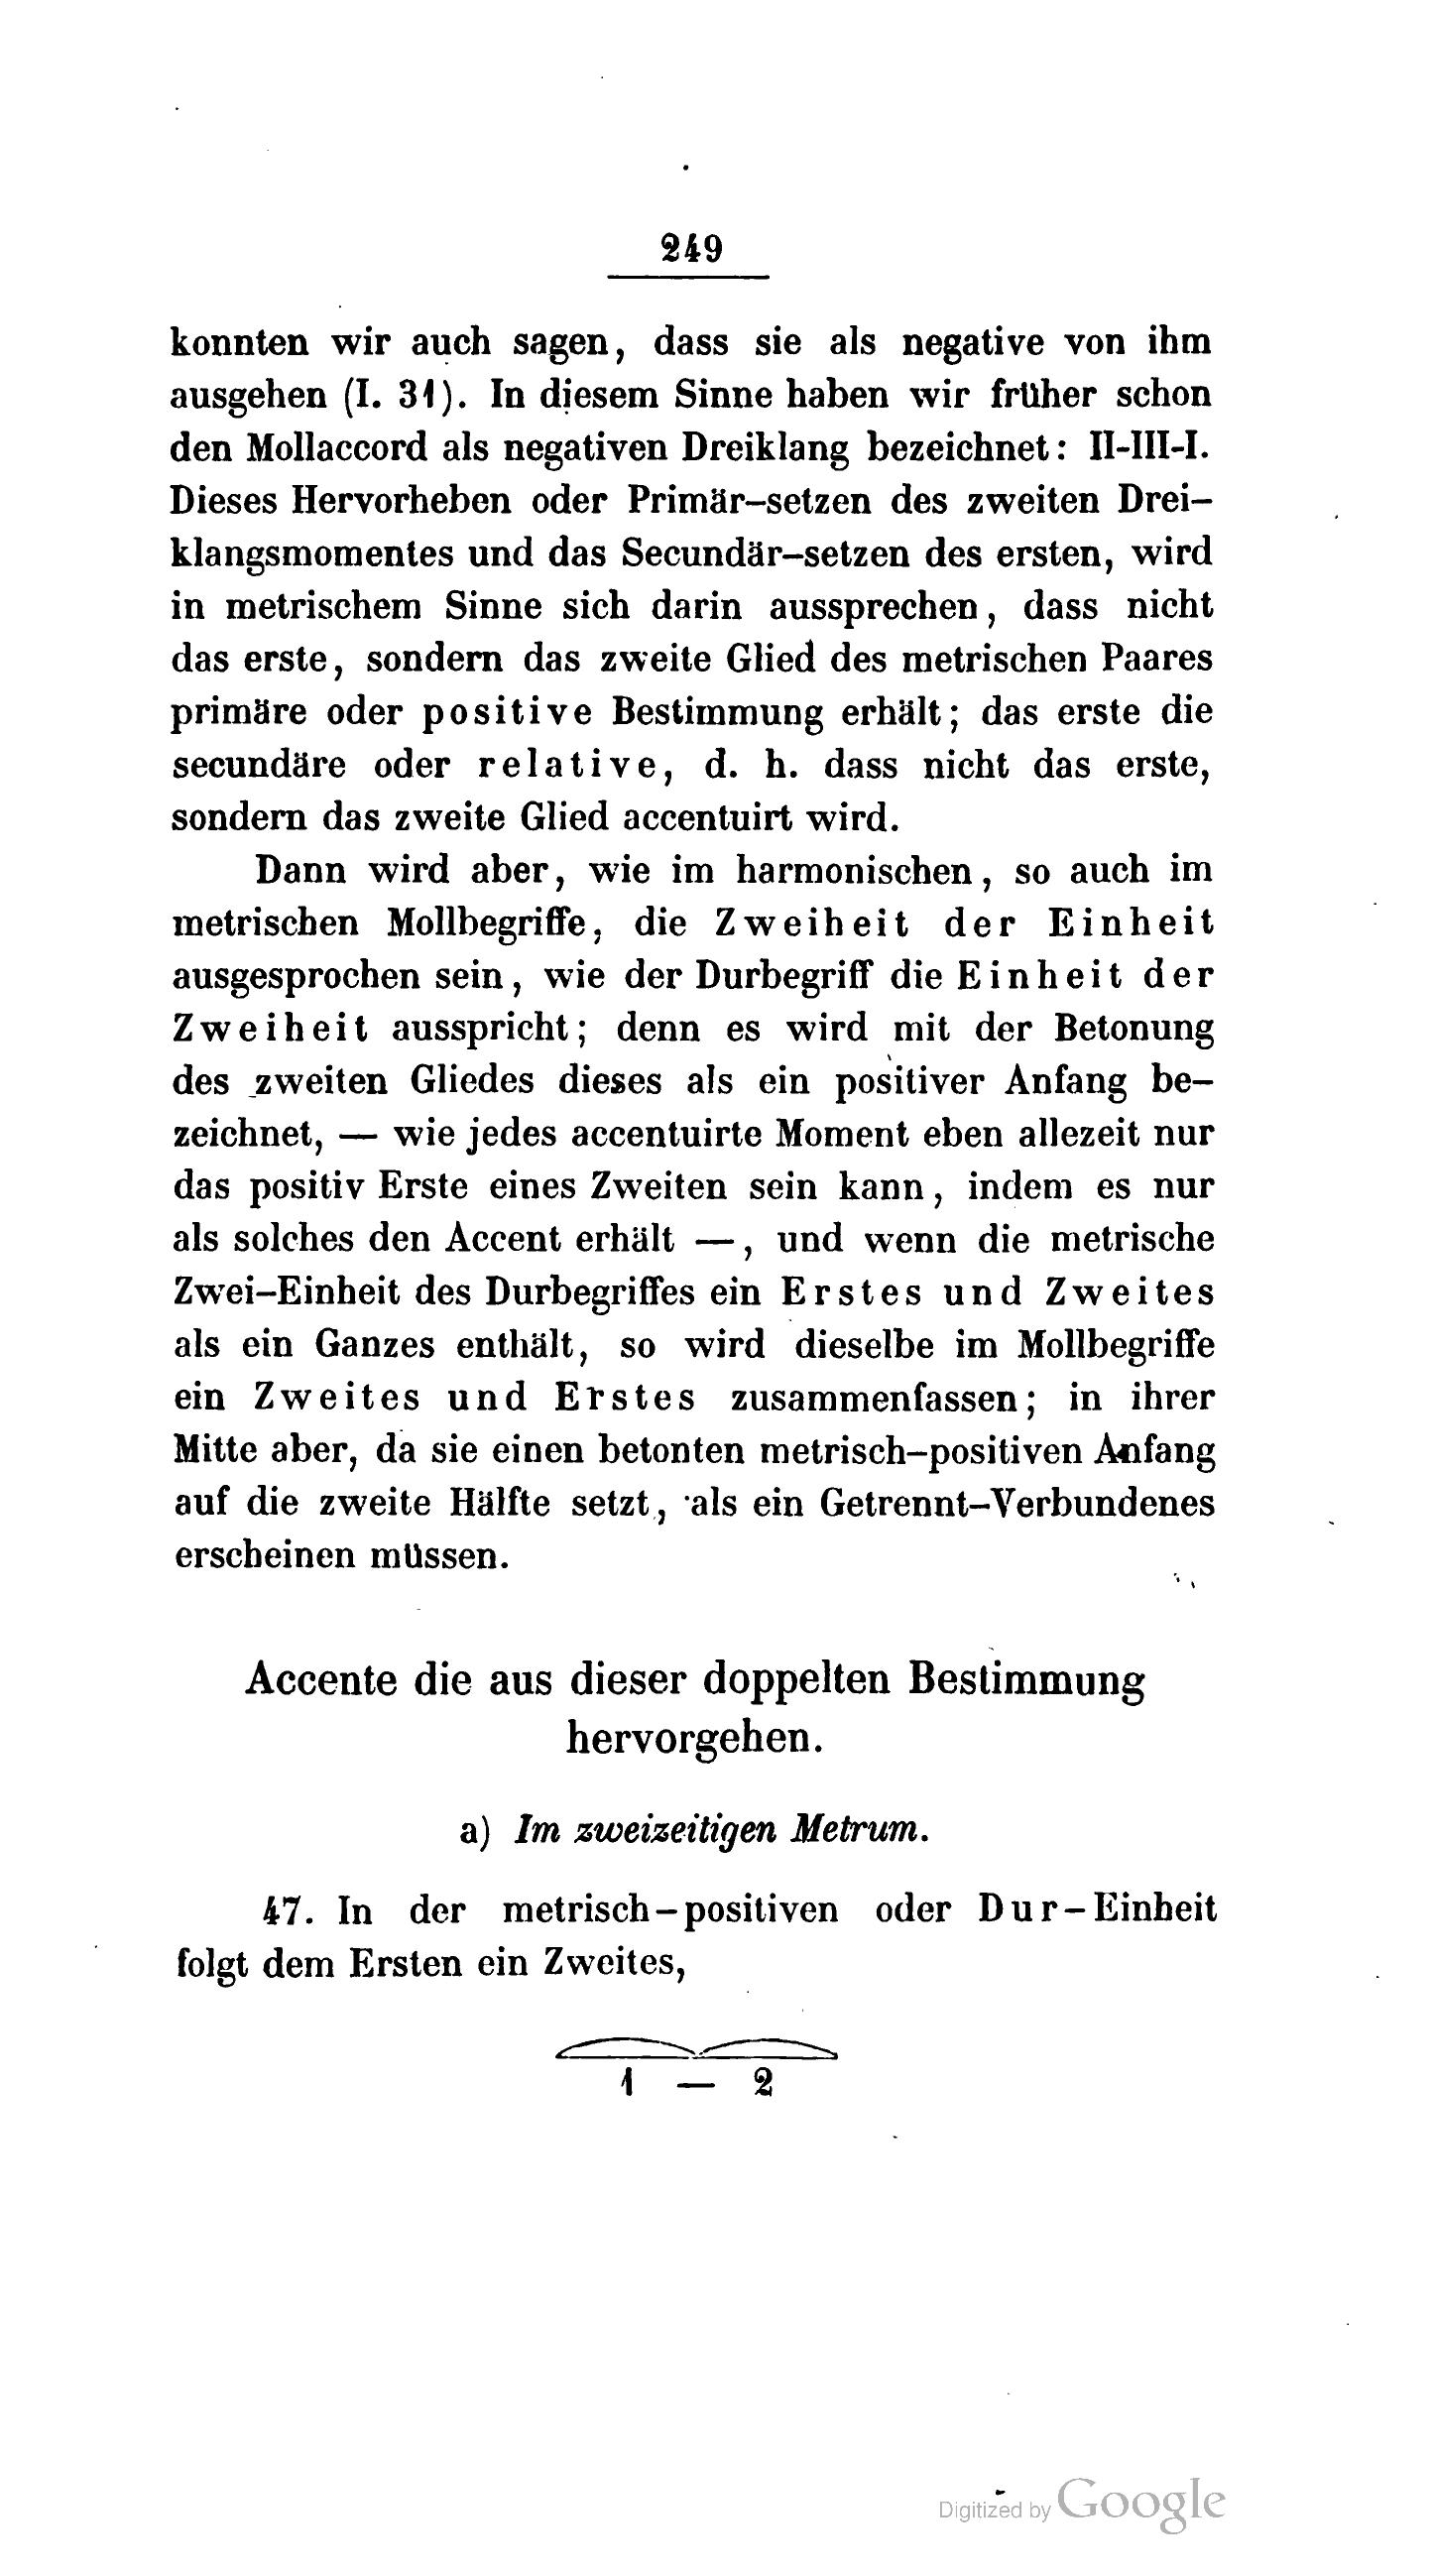 249
konnten wir auch sagen, dass sie als negative von ihm
ausgehen (I. 31). In diesem Sinne haben wir früher schon
den Mollaccord als negativen Dreiklang bezeichnet: II-III-I.
Dieses Hervorheben oder Primär-setzen des zweiten Drei-
klangsmomentes und das Secundär-setzen des ersten, wird
in metrischem Sinne sich darin aussprechen, dass nicht
das erste, sondern das zweite Glied des metrischen Paares
primäre oder positive Bestimmung erhält; das erste die
secundäre oder relative, d. h. dass nicht das erste,
sondern das zweite Glied accentuirt wird.
Dann wird aber, wie im harmonischen, so auch im
metrischen Mollbegriffe, die Zweiheit der Einheit
ausgesprochen sein, wie der Durbegriff die Einheit der
Zweiheit ausspricht; denn es wird mit der Betonung
des zweiten Gliedes dieses als ein positiver Anfang be-
zeichnet, — wie jedes accentuirte Moment eben allezeit nur
das positiv Erste eines Zweiten sein kann, indem es nur
als solches den Accent erhält —, und wenn die metrische
Zwei-Einheit des Durbegriffes ein Erstes und Zweites
als ein Ganzes enthält, so wird dieselbe im Mollbegriffe
ein Zweites und Erstes zusammenfassen; in ihrer
Mitte aber, da sie einen betonten metrisch-positiven Anfang
auf die zweite Hälfte setzt, als ein Getrennt-Verbundenes
erscheinen müssen.
Accente die aus dieser doppelten Bestimmung
hervorgehen.
a) Im zweizeitigen Metrum.
47. In der metrisch-positiven oder Dur-Einheit
folgt dem Ersten ein Zweites,
1 — 2
Digitized by Google